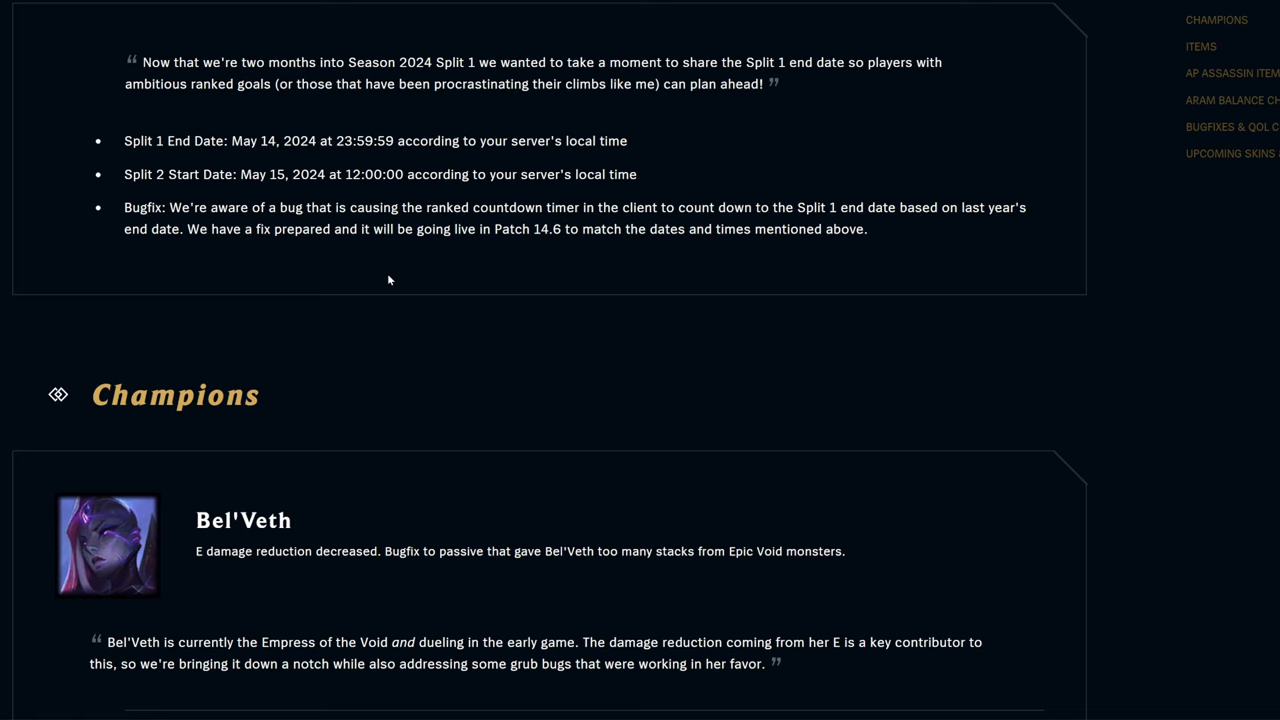 “ Now that we're two months into Season 2024 Split 1 we wanted to take a moment to share the Split 1 end date so players with
ambitious ranked goals (or those that have been procrastinating their climbs like me) can plan ahead! ”
• Split 1 End Date: May 14, 2024 at 23:59:59 according to your server's local time
• Split 2 Start Date: May 15, 2024 at 12:00:00 according to your server's local time
• Bugfix: We're aware of a bug that is causing the ranked countdown timer in the client to count down to the Split 1 end date based on last year's
end date. We have a fix prepared and it will be going live in Patch 14.6 to match the dates and times mentioned above.
Champions
Bel'Veth
E damage reduction decreased. Bugfix to passive that gave Bel'Veth too many stacks from Epic Void monsters.
“ Bel'Veth is currently the Empress of the Void and dueling in the early game. The damage reduction coming from her E is a key contributor to
this, so we're bringing it down a notch while also addressing some grub bugs that were working in her favor. ”
CHAMPIONS
ITEMS
AP ASSASSIN ITEM
ARAM BALANCE CH
BUGFIXES & QOL C
UPCOMING SKINS